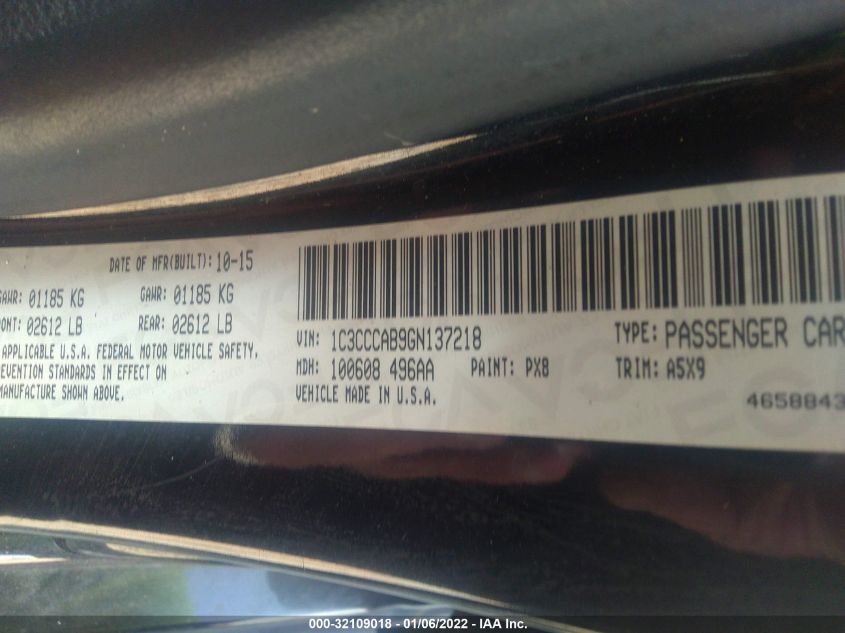 DATE OF MFR(BUILT): 10-15
GAWR: 01185 KG GAWR: 01185 KG
02612 LB REAR: 02612 LB
APPLICABLE U.S.A. FEDERAL MOTOR VEHICLE SAFETY,
STANDARDS IN EFFECT ON
MANUFACTURE SHOWN ABOVE.
VIN: 1C3CCCAB9GN137218 TYPE: PASSENGER CAR
MDH: 100608 496AA PAINT: PX8 TRIM: A5X9
VEHICLE MADE IN U.S.A.
4658843
000-32109018 - 01/06/2022 - IAA Inc.